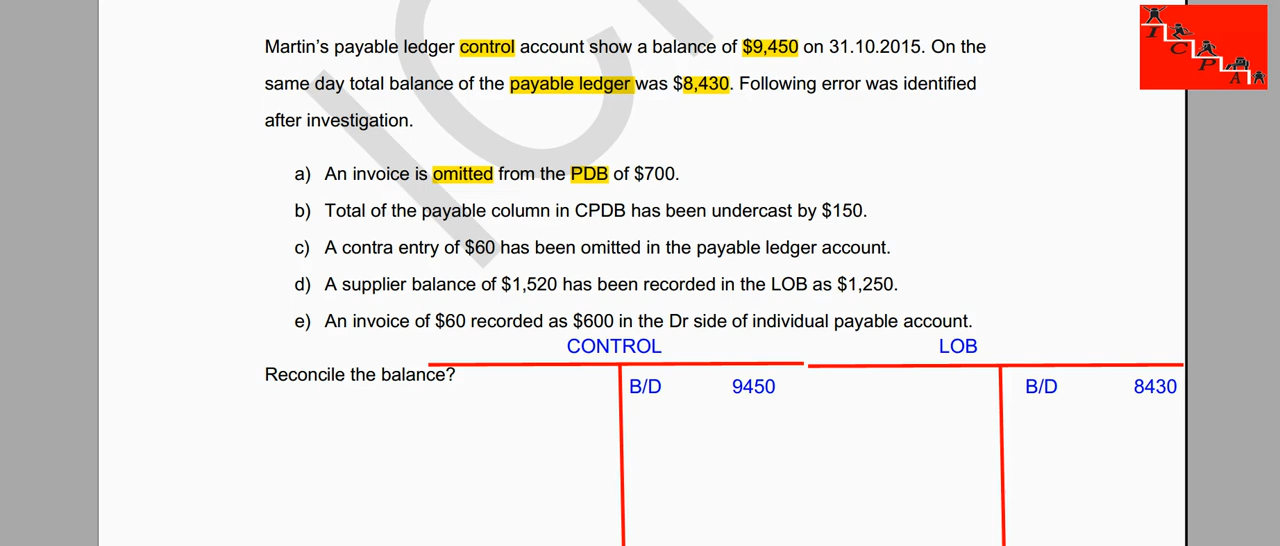 Martin's payable ledger control account show a balance of $9,450 on 31.10.2015. On the
same day total balance of the payable ledger was $8,430. Following error was identified
after investigation.
a) An invoice is omitted from the PDB of $700.
b) Total of the payable column in CPDB has been undercast by $150.
c) A contra entry of $60 has been omitted in the payable ledger account.
d) A supplier balance of $1,520 has been recorded in the LOB as $1,250.
e) An invoice of $60 recorded as $600 in the Dr side of individual payable account.
CONTROL LOB
Reconcile the balance?
B/D 9450 B/D 8430
I C P A